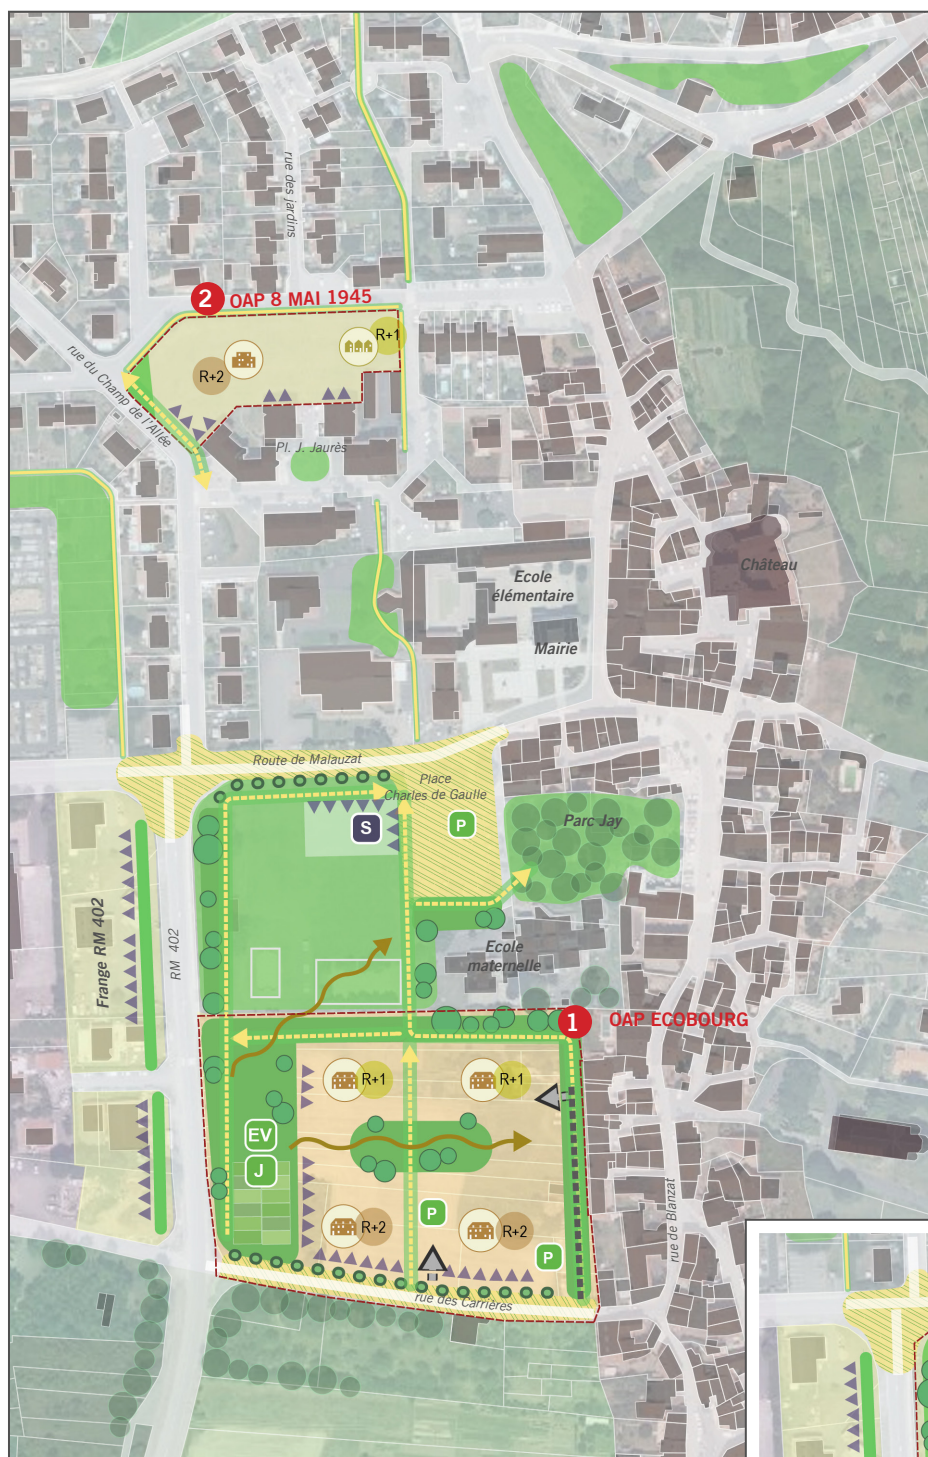 rue des jardins
2
OAP 8 MAI 1945
R+1
R+2
rue du Champ de l'Allée
Pl. J. Jaurès
Château
Ecole
élémentaire
Mairie
Route de Malauzat
Place
Charles de Gaulle
S
P
Parc Jay
Frange RM 402
RM 402
Ecole
maternelle
1
OAP ECOBOURG
R+1
R+1
EV
J
P
R+2
R+2
P
rue de Blanzat
rue des Carrières